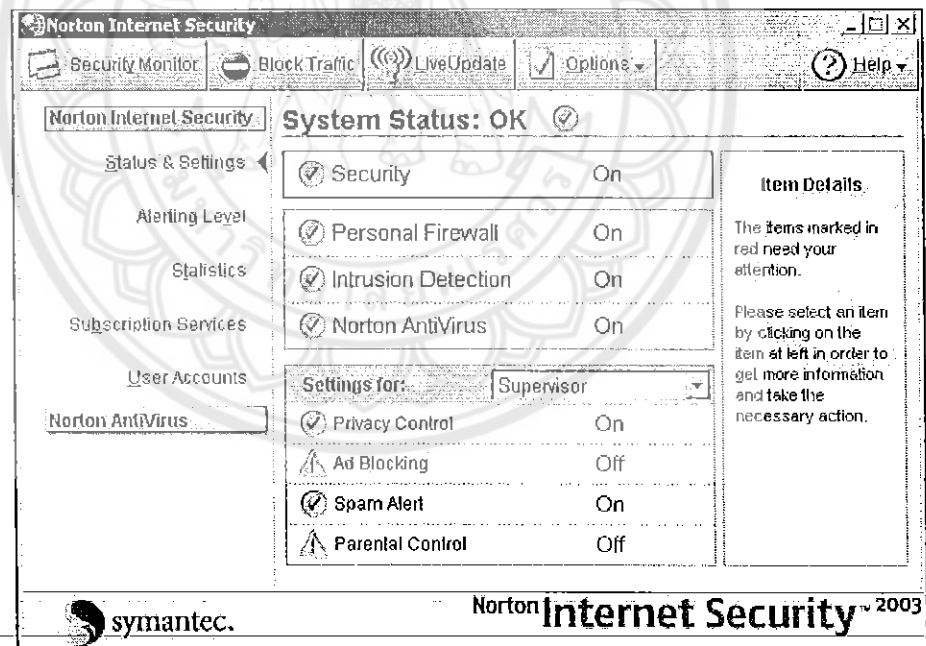 Norton Internet Security
Security Monitor Block Traffic LiveUpdate Options Help
Norton Internet Security
Status & Settings
Alerting Level
Statistics
Subscription Services
User Accounts
Norton AntiVirus
System Status: OK
Security On
Personal Firewall On
Intrusion Detection On
Norton AntiVirus On
Settings for: Supervisor
Privacy Control On
Ad Blocking Off
Spam Alert On
Parental Control Off
Item Details
The items marked in
red need your
attention.
Please select an item
by clicking on the
item at left in order to
get more information
and take the
necessary action.
symantec.
Norton Internet Security™ 2003